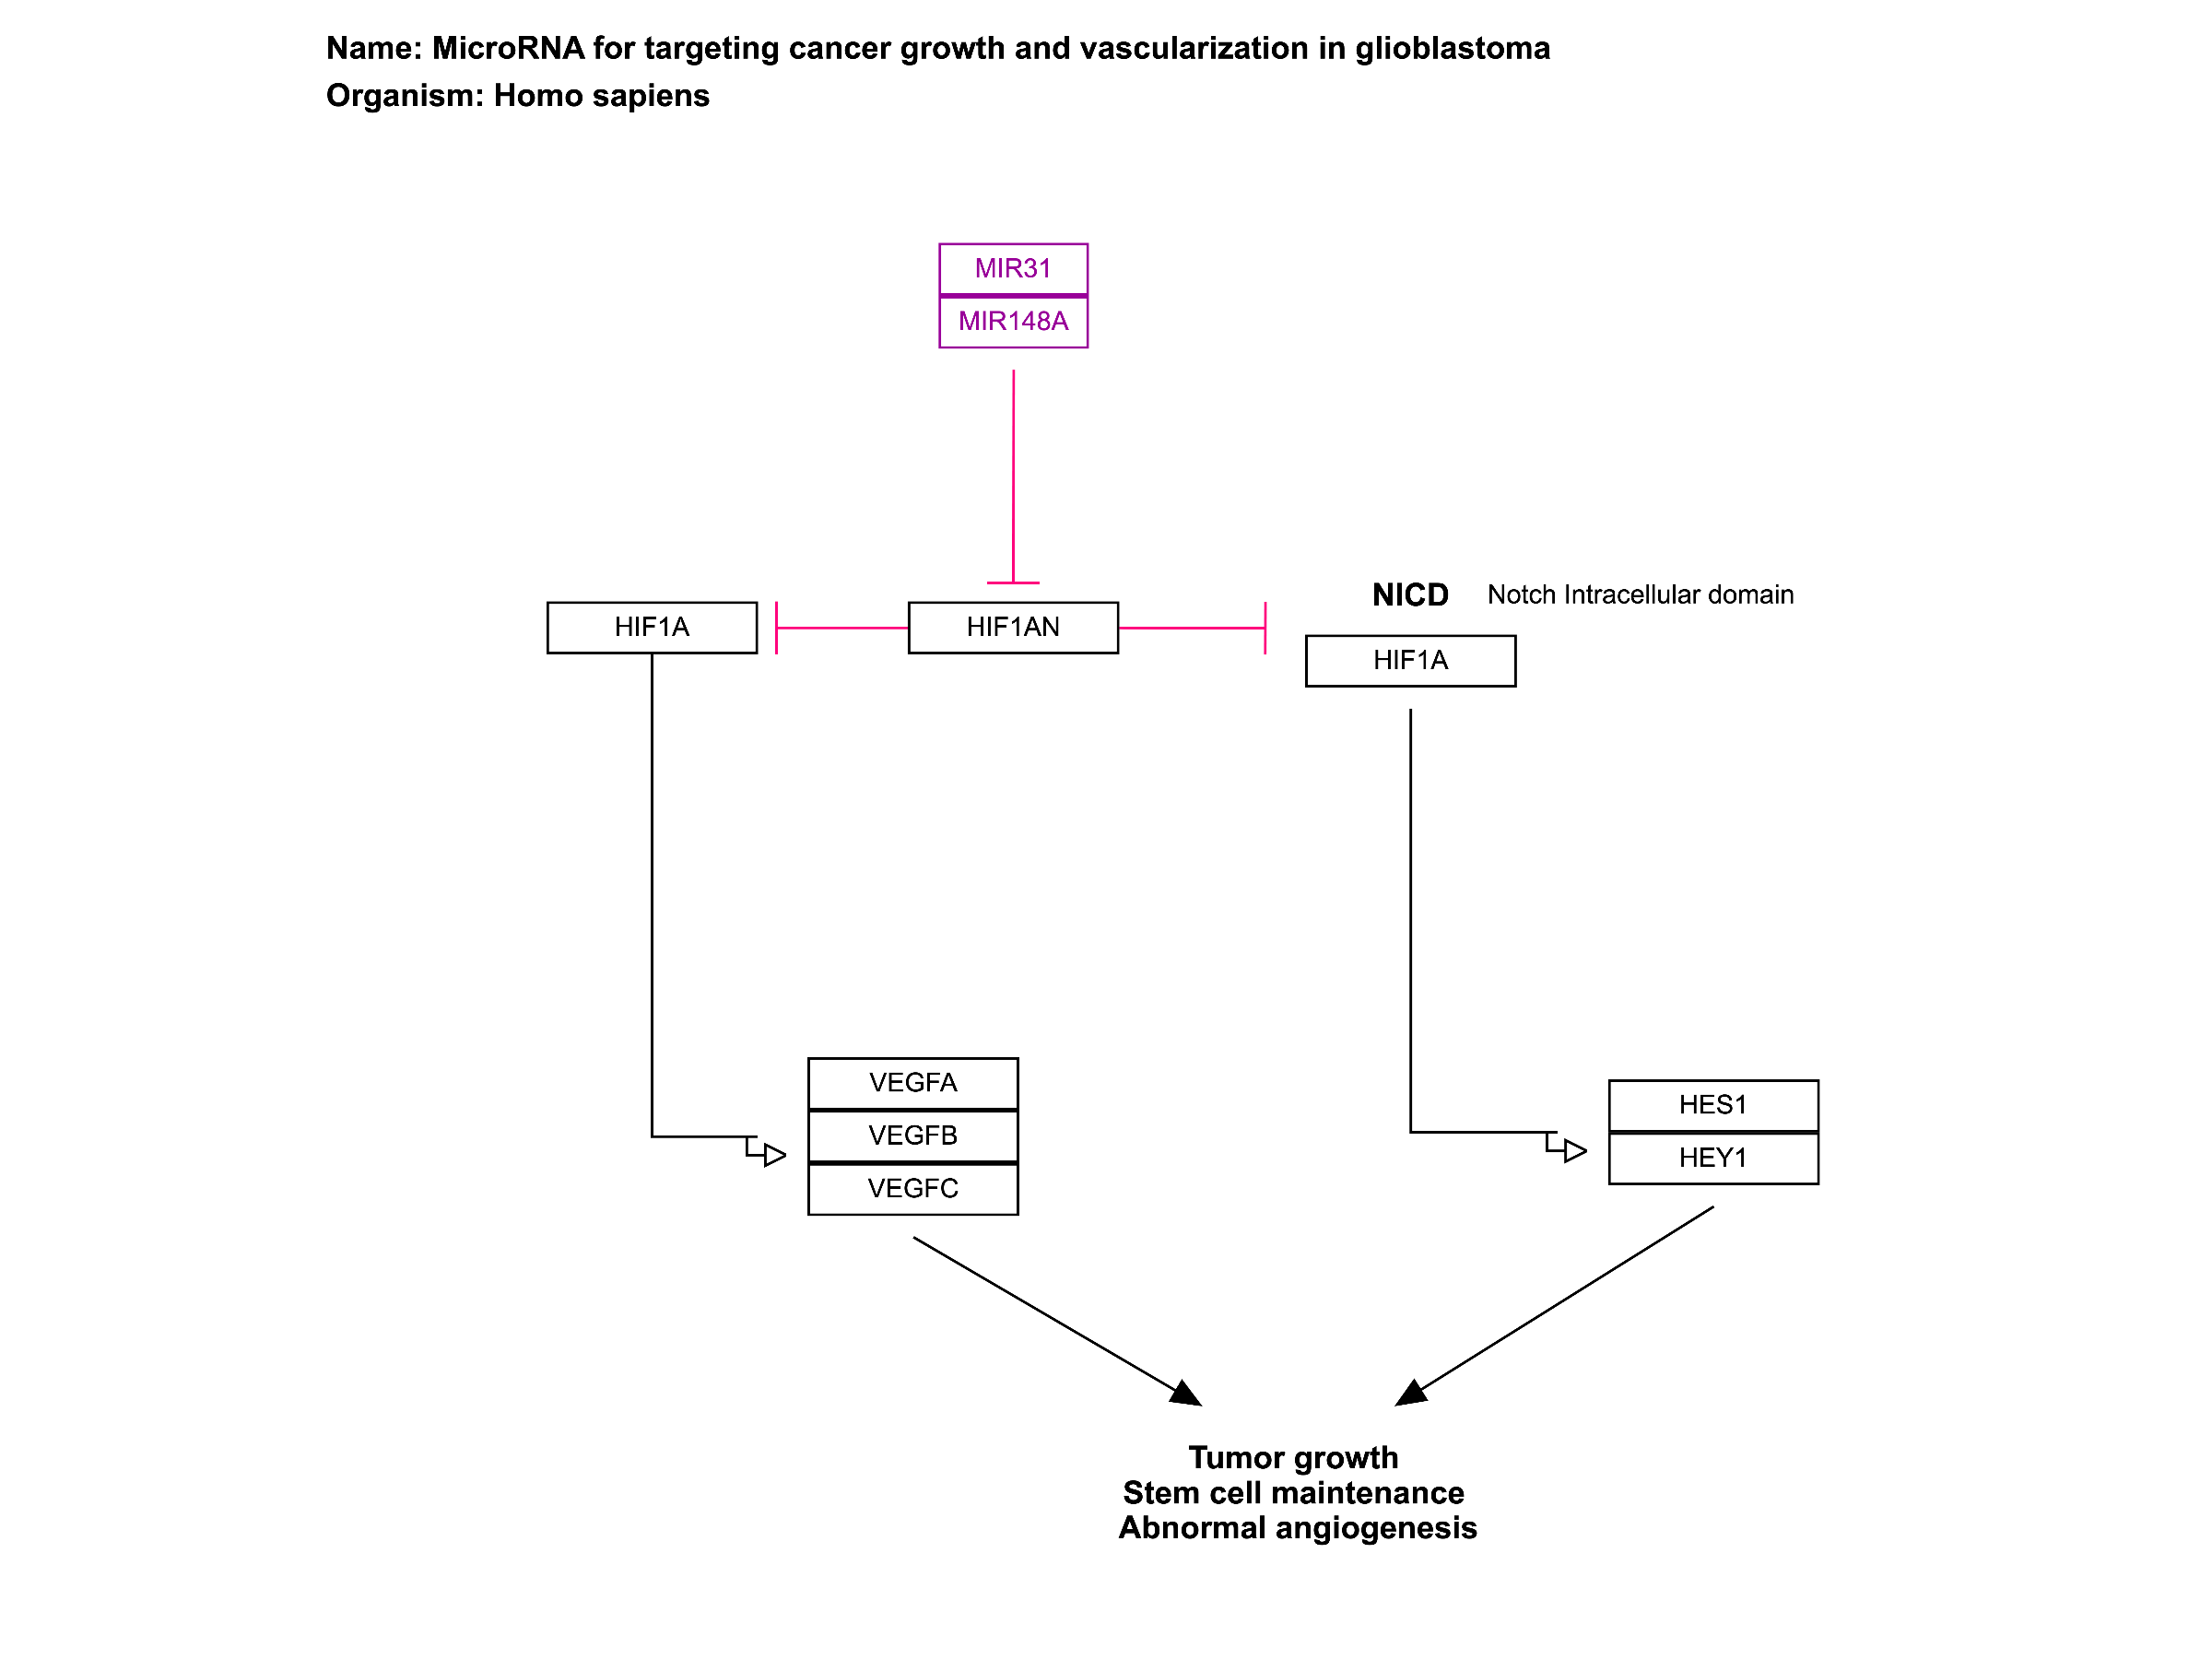 Name: MicroRNA for targeting cancer growth and vascularization in glioblastoma
Organism: Homo sapiens
MIR31
MIR148A
HIF1A
HIF1AN
NICD
Notch Intracellular domain
HIF1A
VEGFA
VEGFB
VEGFC
HES1
HEY1
Tumor growth
Stem cell maintenance
Abnormal angiogenesis